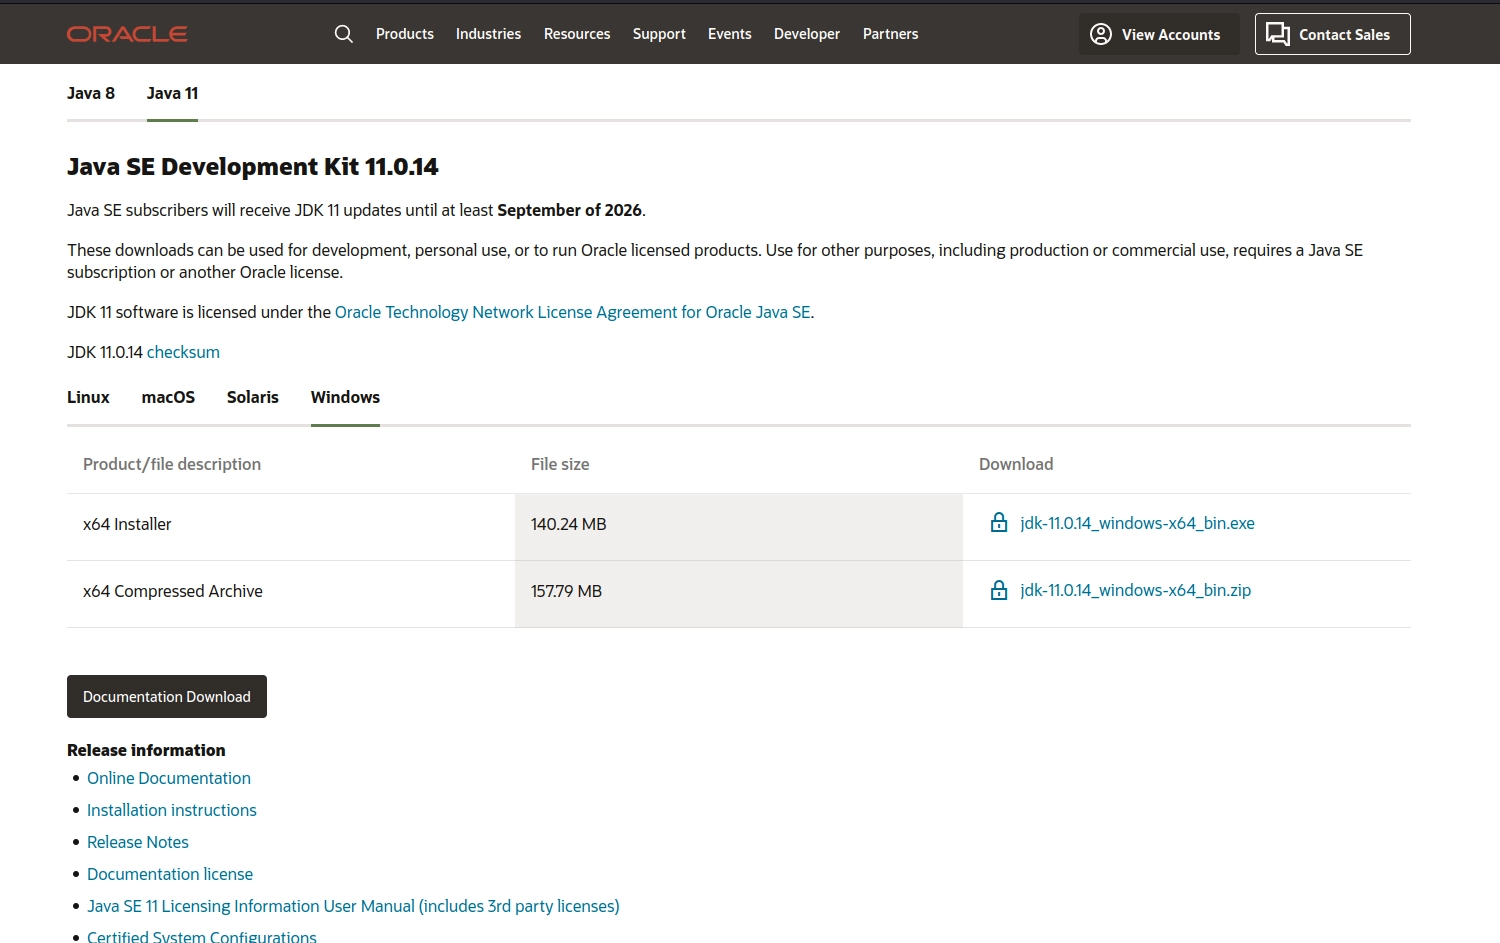 ORACLE
Products Industries Resources Support Events Developer Partners
View Accounts
Contact Sales
Java 8 Java 11
Java SE Development Kit 11.0.14
Java SE subscribers will receive JDK 11 updates until at least September of 2026.
These downloads can be used for development, personal use, or to run Oracle licensed products. Use for other purposes, including production or commercial use, requires a Java SE
subscription or another Oracle license.
JDK 11 software is licensed under the Oracle Technology Network License Agreement for Oracle Java SE.
JDK 11.0.14 checksum
Linux macOS Solaris Windows
Product/file description File size Download
x64 Installer 140.24 MB jdk-11.0.14_windows-x64_bin.exe
x64 Compressed Archive 157.79 MB jdk-11.0.14_windows-x64_bin.zip
Documentation Download
Release information
• Online Documentation
• Installation instructions
• Release Notes
• Documentation license
• Java SE 11 Licensing Information User Manual (includes 3rd party licenses)
• Certified System Configurations